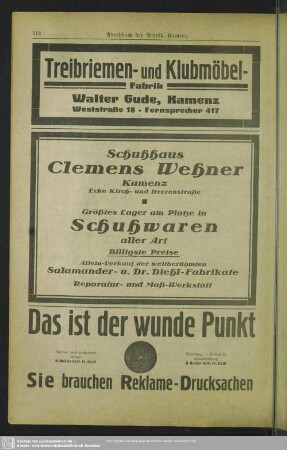 Treibriemen- und Klubmöbel-
Fabrik
Walter Gude, Kamenz
Weststraße 18 - Fernsprecher 417
Schuhhaus
Clemens Weßner
Kamenz
Ecke Kirch- und Herrenstraße
Größtes Lager am Platze in
Schuhwaren
aller Art
Billigste Preise
Allein-Verkauf der weltberühmten
Salamander- u. Dr. Diehl-Fabrikate
Reparatur- und Maß-Werkstatt
Das ist der wunde Punkt
Sie brauchen Reklame-Drucksachen